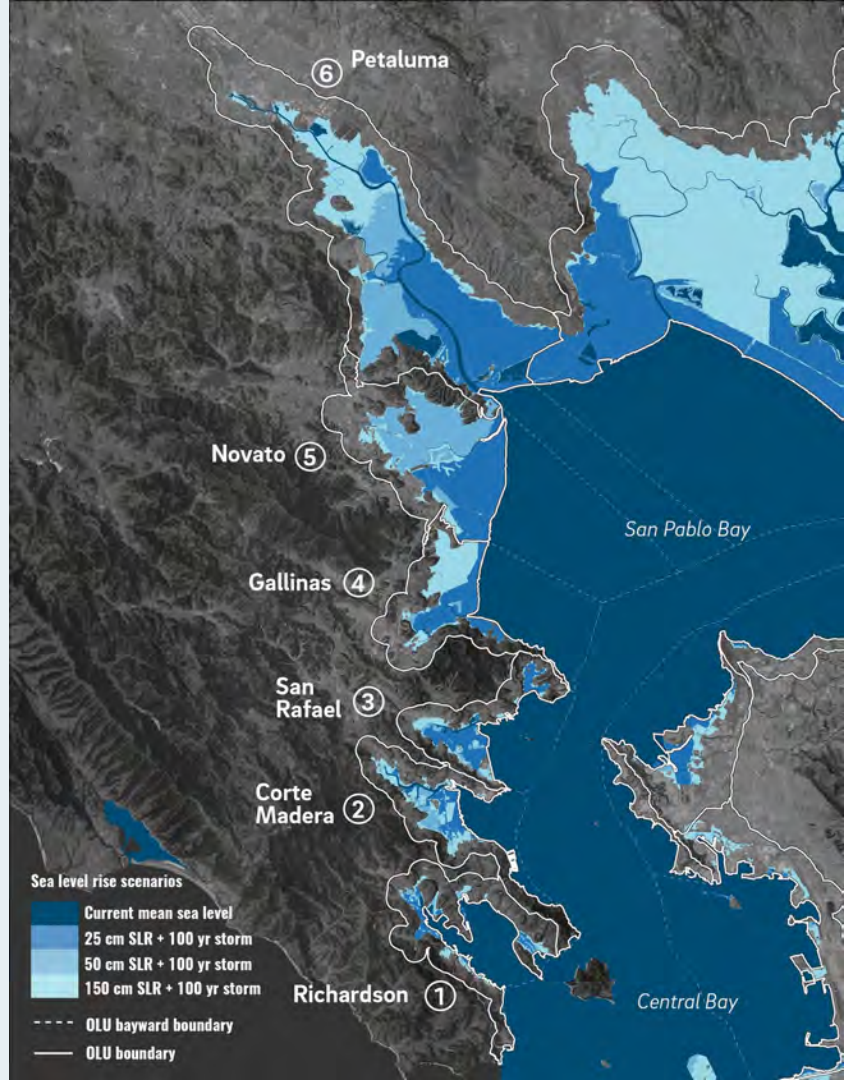 ⑥ Petaluma
Novato ⑤
San Pablo Bay
Gallinas ④
San
Rafael ③
Corte
Madera ②
Sea level rise scenarios
Current mean sea level
25 cm SLR + 100 yr storm
50 cm SLR + 100 yr storm
150 cm SLR + 100 yr storm
Richardson ①
Central Bay
OLU bayward boundary
OLU boundary